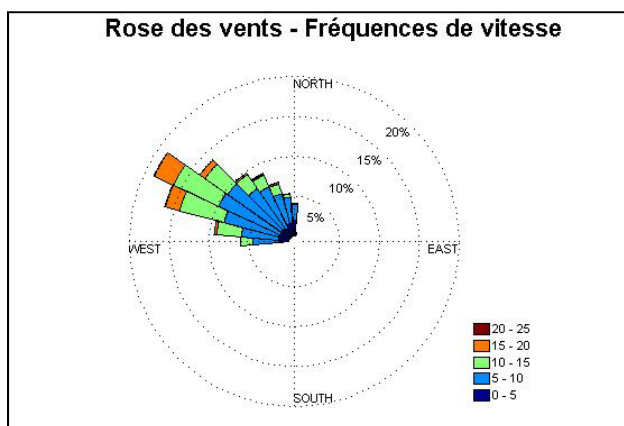 Rose des vents - Fréquences de vitesse
NORTH
20%
15%
10%
5%
WEST
EAST
20 - 25
15 - 20
10 - 15
5 - 10
0 - 5
SOUTH